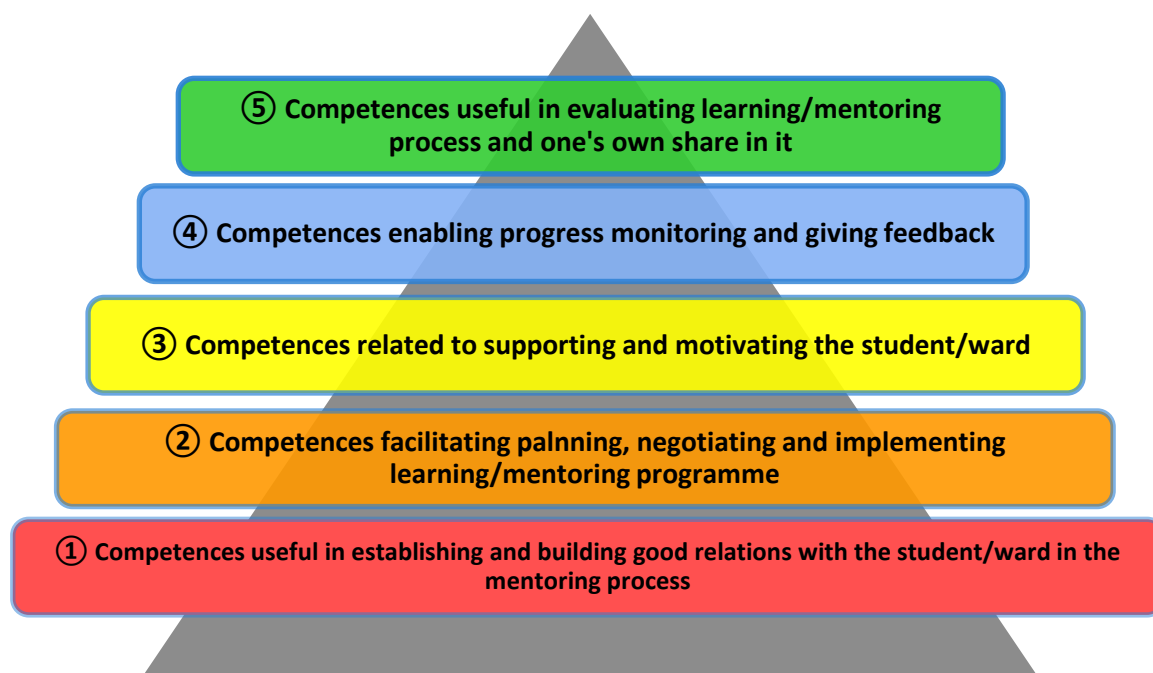 ⑤ Competences useful in evaluating learning/mentoring
process and one's own share in it
④ Competences enabling progress monitoring and giving feedback
③ Competences related to supporting and motivating the student/ward
② Competences facilitating palnning, negotiating and implementing
learning/mentoring programme
① Competences useful in establishing and building good relations with the student/ward in the
mentoring process